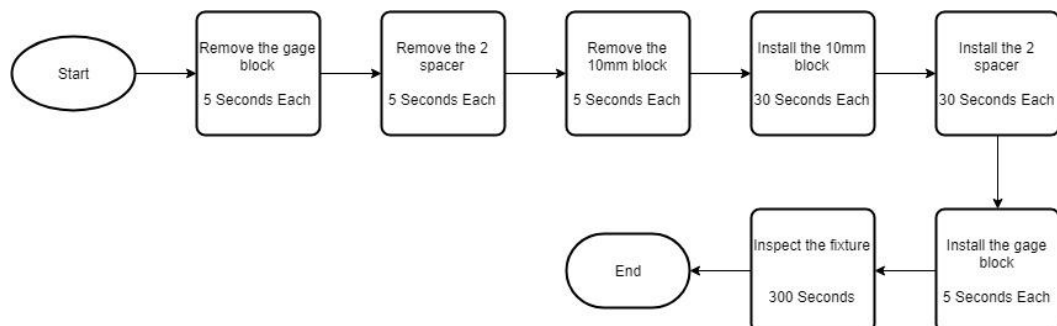 Start
Remove the gage
block
5 Seconds Each
Remove the 2
spacer
5 Seconds Each
Remove the
10mm block
5 Seconds Each
Install the 10mm
block
30 Seconds Each
Install the 2
spacer
30 Seconds Each
Install the gage
block
5 Seconds Each
Inspect the fixture
300 Seconds
End